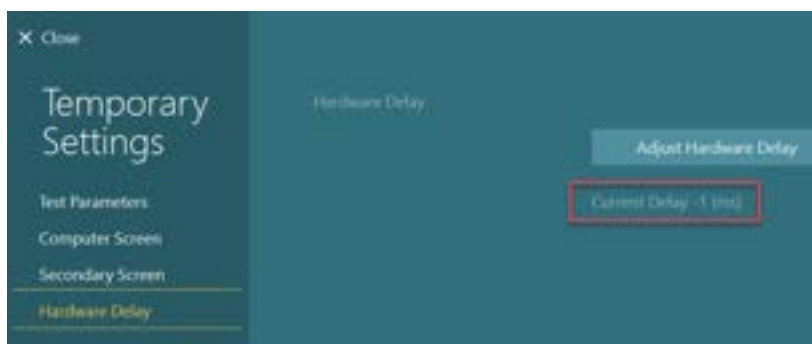 X Close
Temporary
Settings
Test Parameters
Computer Screen
Secondary Screen
Hardware Delay
Hardware Delay
Adjust Hardware Delay
Current Delay -1 (ms)